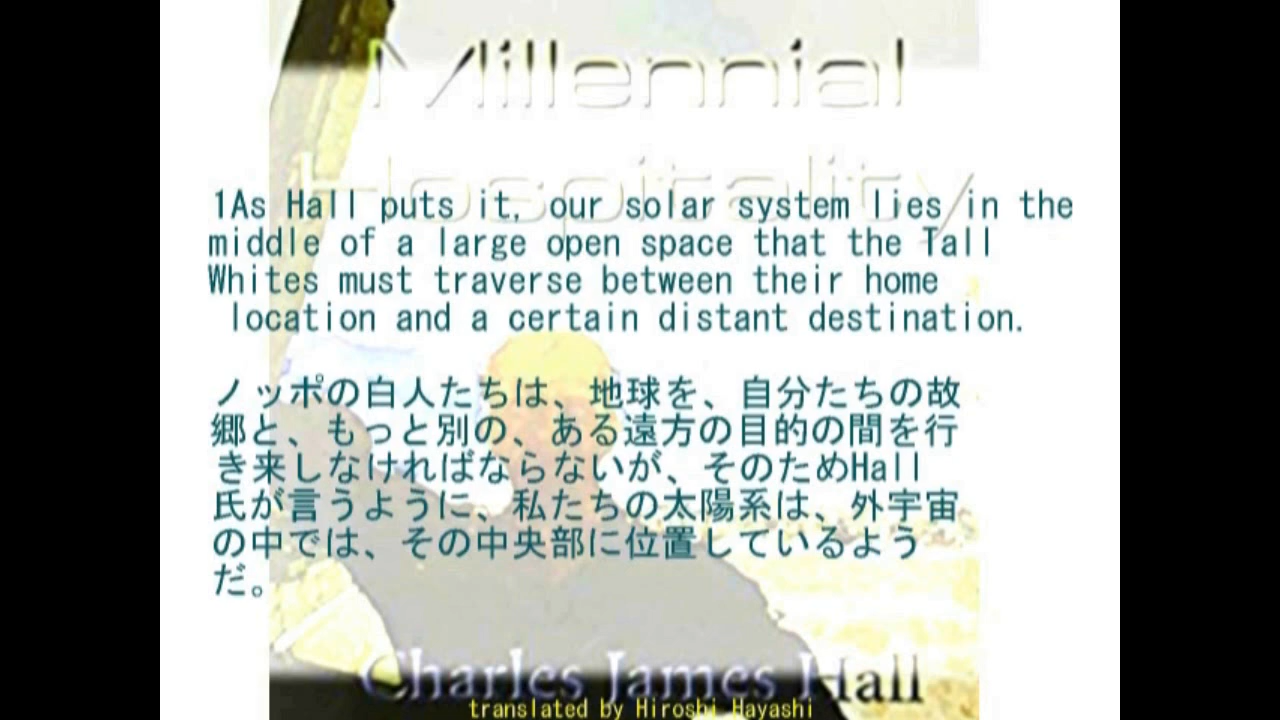 Millennial
Hospitality
1As Hall puts it, our solar system lies in the
middle of a large open space that the Tall
Whites must traverse between their home
location and a certain distant destination.
ノッポの白人たちは、地球を、自分たちの故
郷と、もっと別の、ある遠方の目的の間を行
き来しなければならないが、そのためHall
氏が言うように、私たちの太陽系は、外宇宙
の中では、その中央部に位置しているよう
だ。
Charles James Hall
translated by Hiroshi Hayashi